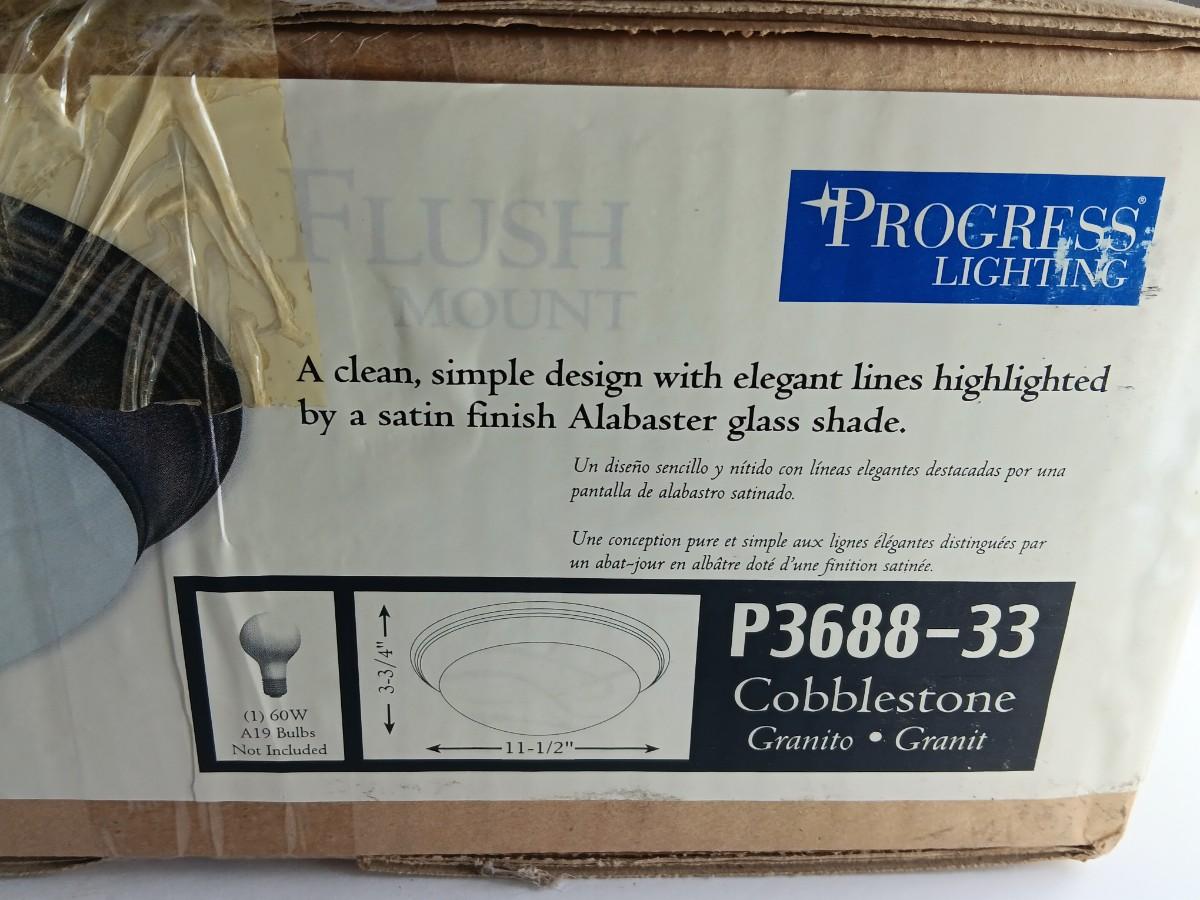 FLUSH
MOUNT
PROGRESS®
LIGHTING
A clean, simple design with elegant lines highlighted
by a satin finish Alabaster glass shade.
Un diseño sencillo y nítido con líneas elegantes destacadas por una
pantalla de alabastro satinado.
Une conception pure et simple aux lignes élégantes distinguées par
un abat-jour en albâtre doté d'une finition satinée.
(1) 60W
A19 Bulbs
Not Included
3-3/4"
11-1/2"
P3688-33
Cobblestone
Granito • Granit